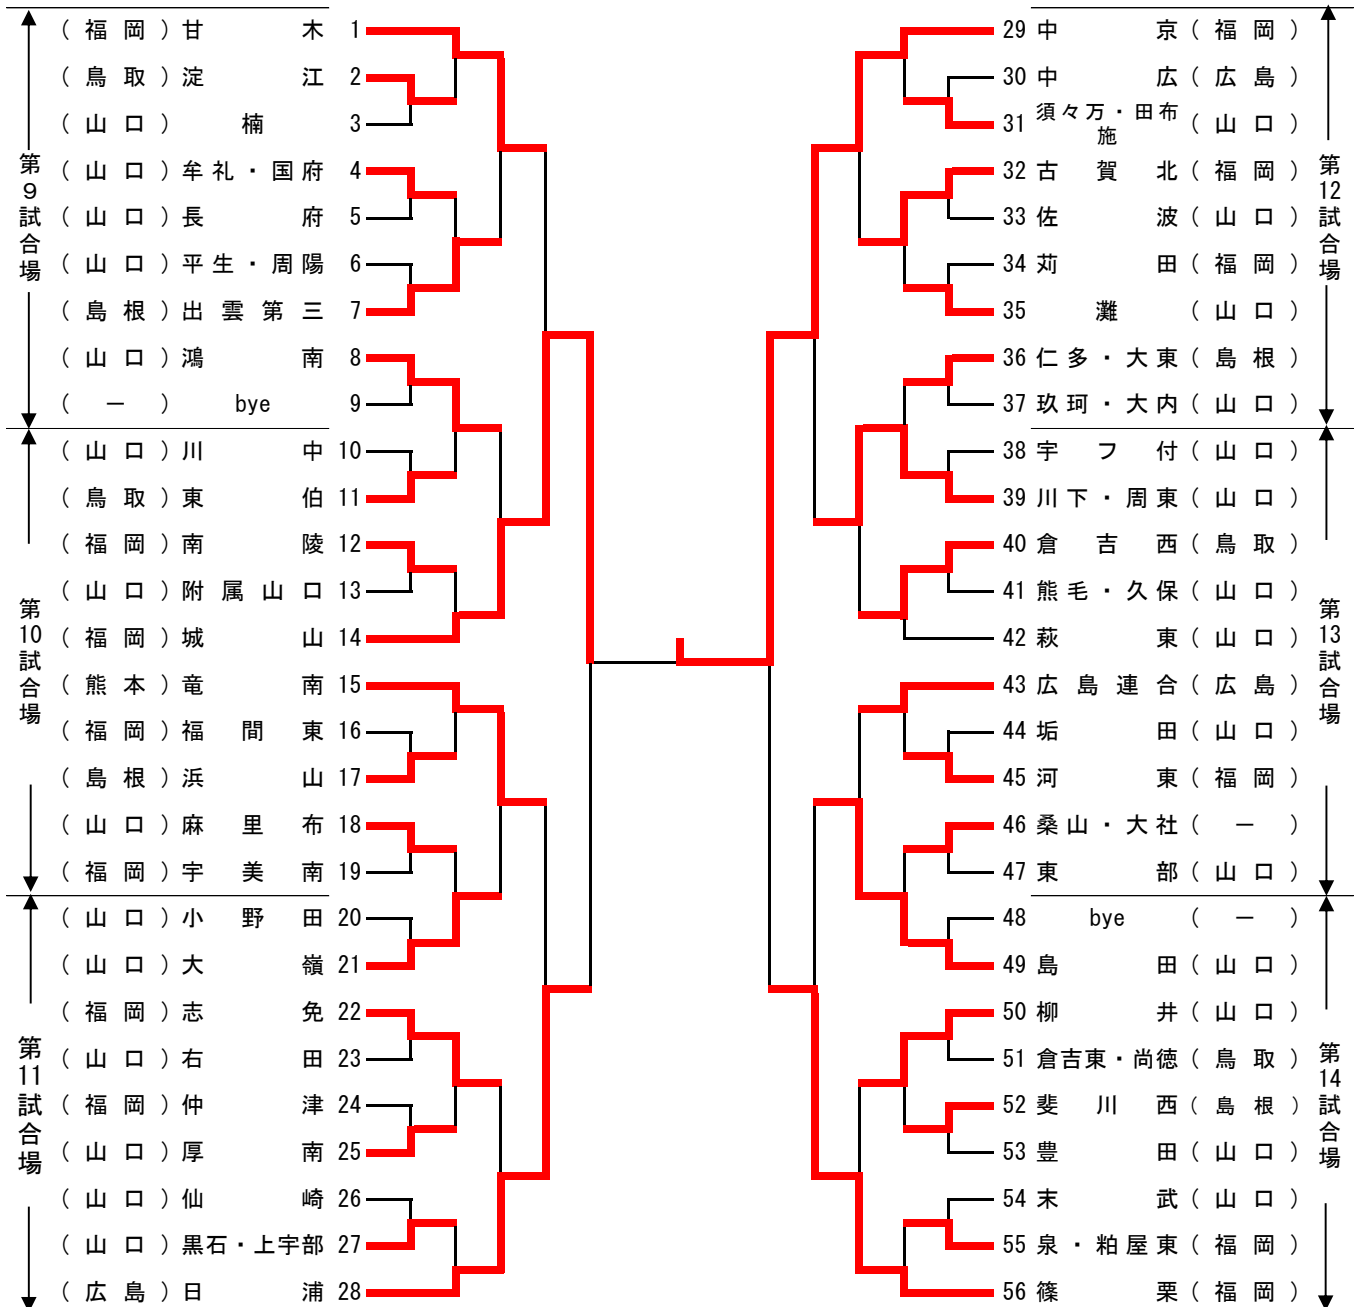 第9試合場
(福岡) 甘木 1
(鳥取) 淀江 2
(山口) 楠 3
(山口) 牟礼・国府 4
(山口) 長府 5
(山口) 平生・周陽 6
(島根) 出雲第三 7
(山口) 鴻南 8
(ー) bye 9
第10試合場
(山口) 川中 10
(鳥取) 東伯 11
(福岡) 南陵 12
(山口) 附属山口 13
(福岡) 城山 14
(熊本) 竜南 15
(福岡) 福間東 16
(島根) 浜山 17
(山口) 麻里布 18
(福岡) 宇美南 19
第11試合場
(山口) 小野田 20
(山口) 大嶺 21
(福岡) 志免 22
(山口) 右田 23
(福岡) 仲津 24
(山口) 厚南 25
(山口) 仙崎 26
(山口) 黒石・上宇部 27
(広島) 日浦 28
第12試合場
29 中京 (福岡)
30 中広 (広島)
31 須々万・田布施 (山口)
32 古賀北 (福岡)
33 佐波 (山口)
34 苅田 (福岡)
35 灘 (山口)
36 仁多・大東 (島根)
37 玖珂・大内 (山口)
第13試合場
38 宇フ付 (山口)
39 川下・周東 (山口)
40 倉吉西 (鳥取)
41 熊毛・久保 (山口)
42 萩東 (山口)
43 広島連合 (広島)
44 垢田 (山口)
45 河東 (福岡)
46 桑山・大社 (ー)
47 東部 (山口)
第14試合場
48 bye (ー)
49 島田 (山口)
50 柳井 (山口)
51 倉吉東・尚徳 (鳥取)
52 斐川西 (島根)
53 豊田 (山口)
54 末武 (山口)
55 泉・粕屋東 (福岡)
56 篠栗 (福岡)